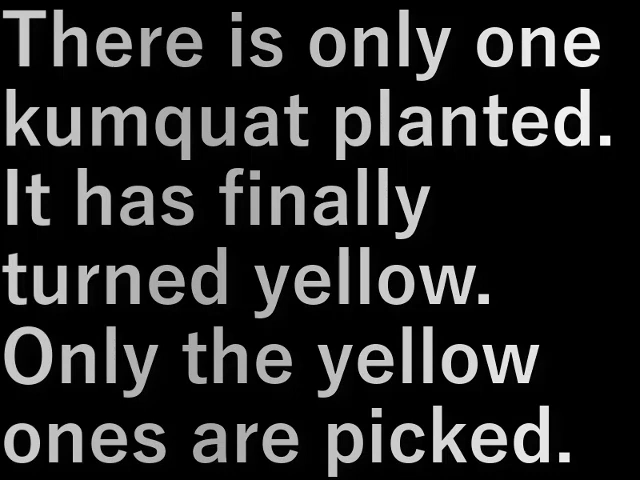 There is only one
kumquat planted.
It has finally
turned yellow.
Only the yellow
ones are picked.